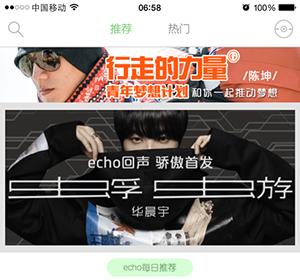 中国移动 06:58 100%
推荐 热门
行走的力量
青年梦想计划 /陈坤/
和你一起推动梦想
echo回声 骄傲首发
蜉蝣
华晨宇
echo每日推荐